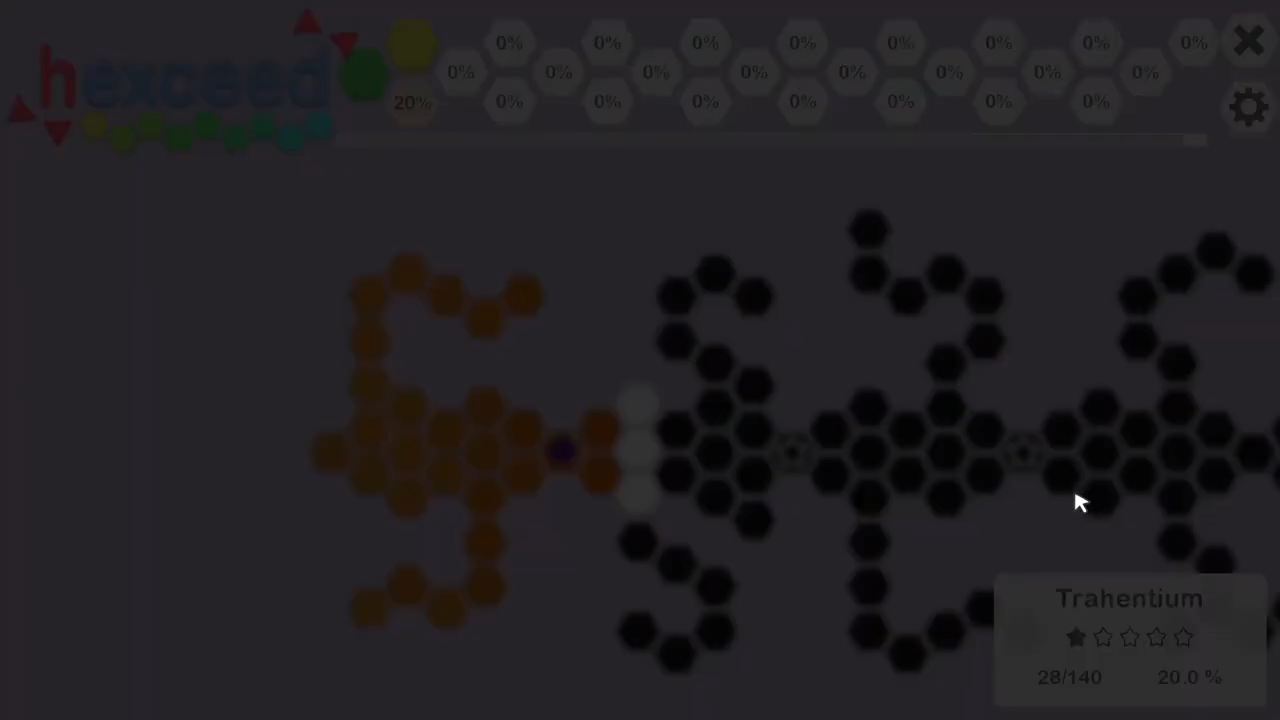 hexceed
0% 0% 0% 0% 0% 0% 0% 0%
0% 0% 0% 0% 0% 0% 0% 0%
20% 0% 0% 0% 0% 0% 0% 0%
Trahentium
28/140 20.0 %